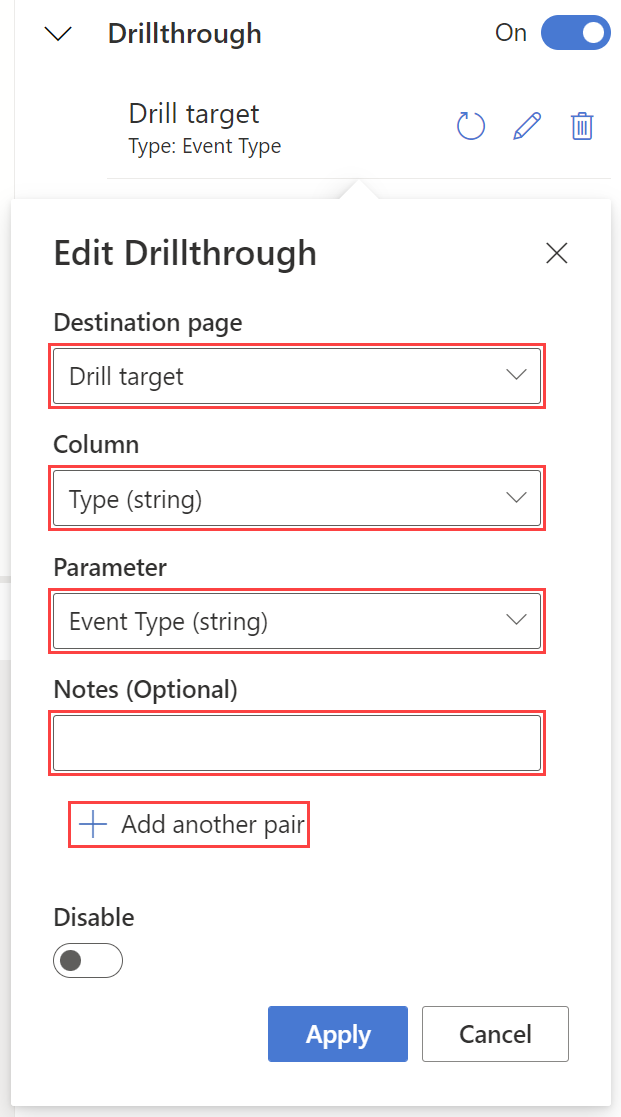 Drillthrough
On
Drill target
Type: Event Type
Edit Drillthrough
Destination page
Drill target
Column
Type (string)
Parameter
Event Type (string)
Notes (Optional)
Add another pair
Disable
Apply
Cancel